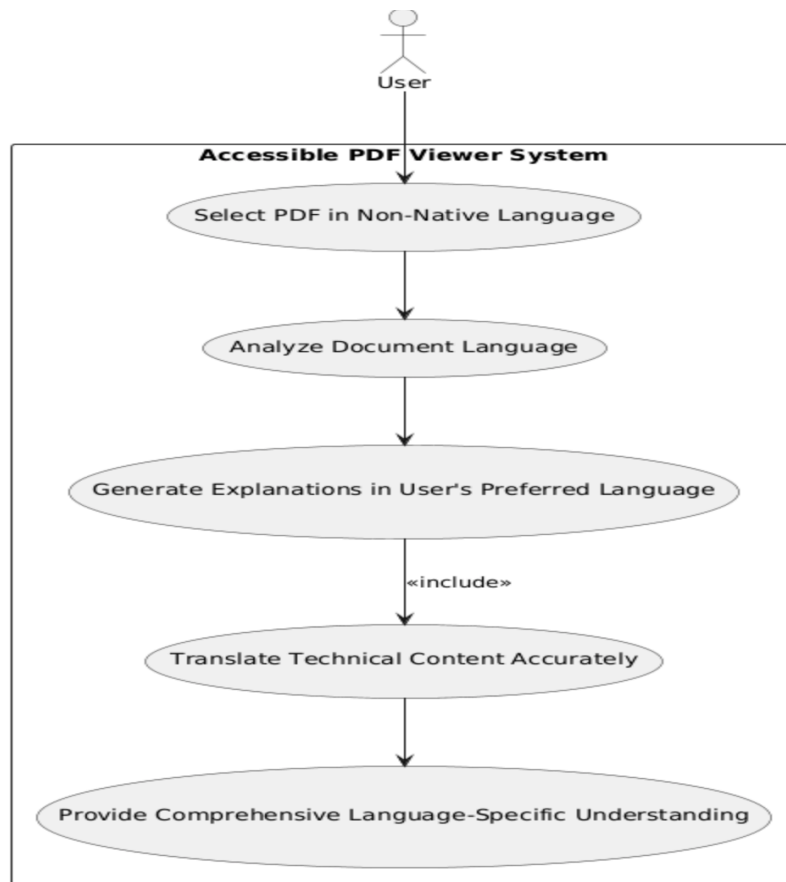 User
Accessible PDF Viewer System
Select PDF in Non-Native Language
Analyze Document Language
Generate Explanations in User's Preferred Language
«include»
Translate Technical Content Accurately
Provide Comprehensive Language-Specific Understanding